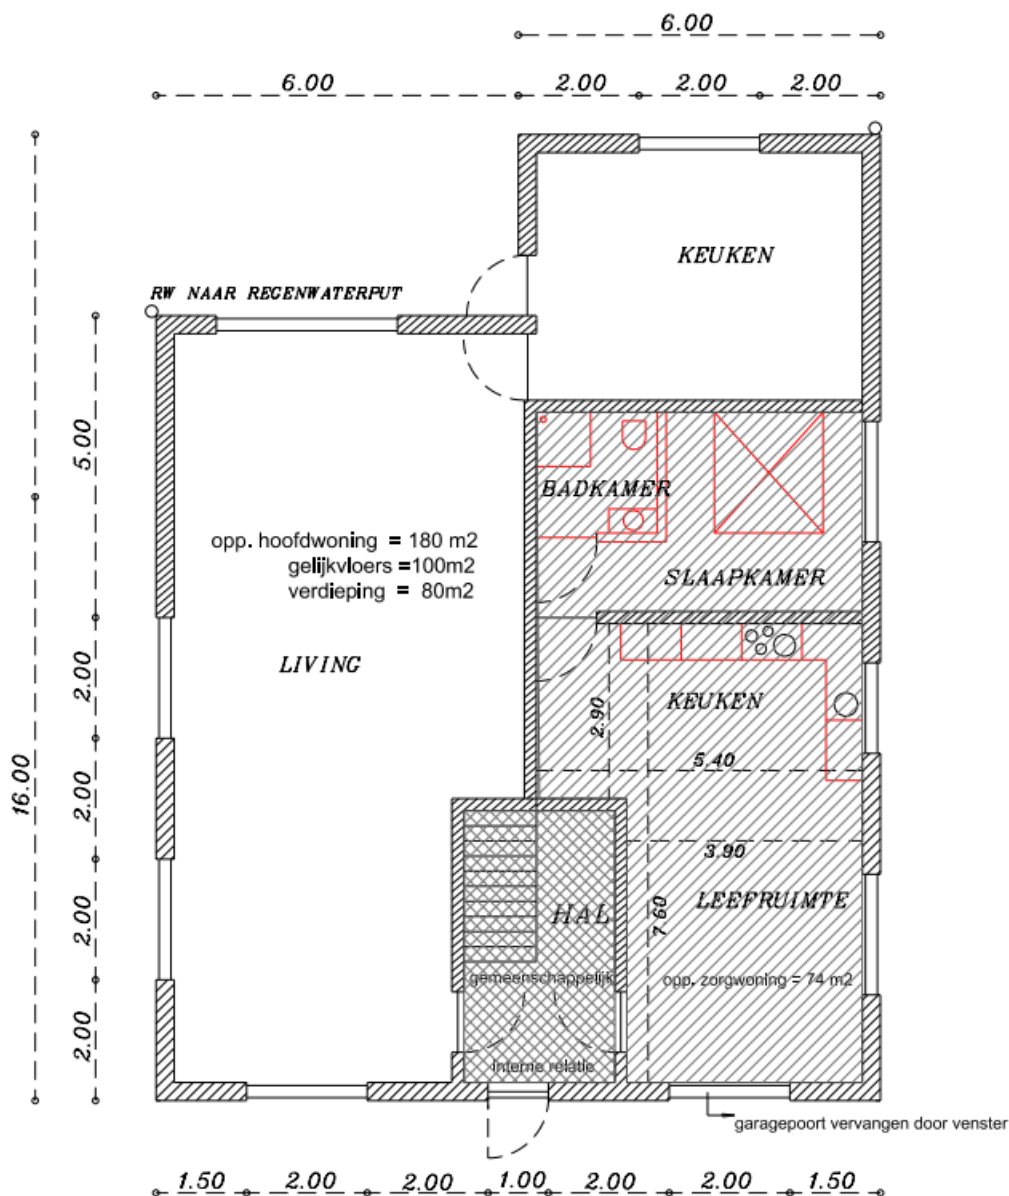 6.00
6.00 2.00 2.00 2.00
KEUKEN
RW NAAR REGENWATERPUT
5.00
BADKAMER
opp. hoofdwoning = 180 m2
gelijkvloers =100m2
verdieping = 80m2
SLAAPKAMER
LIVING
2.00
KEUKEN
2.90
5.40
16.00
2.00
3.90
LEEFRUIMTE
HAL
7.60
2.00
gemeenschappelijk
opp. zorgwoning = 74 m2
2.00
interne relatie
garagepoort vervangen door venster
1.50 2.00 2.00 1.00 2.00 2.00 1.50